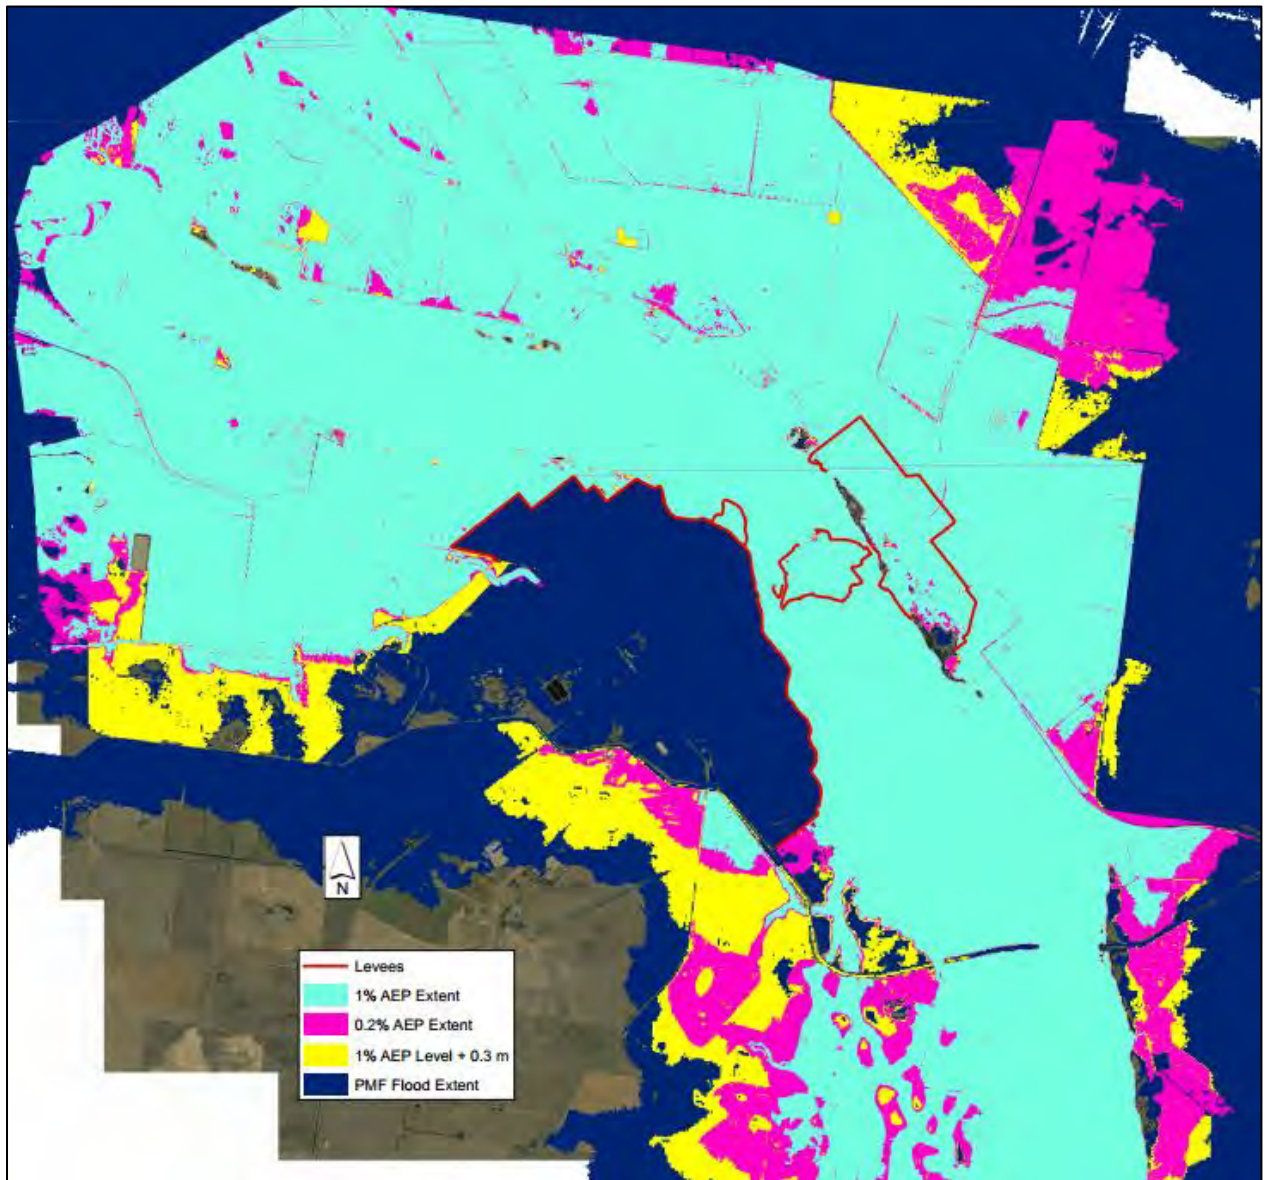 N
Levees
1% AEP Extent
0.2% AEP Extent
1% AEP Level + 0.3 m
PMF Flood Extent